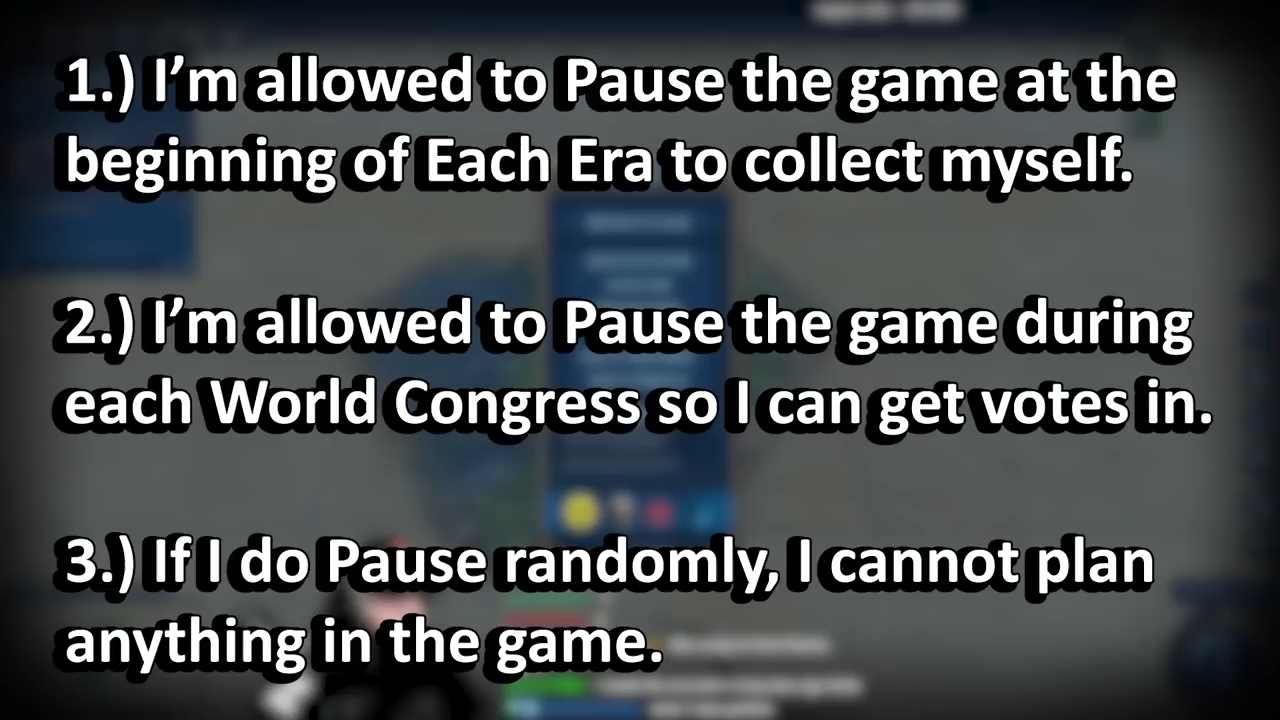 1.) I’m allowed to Pause the game at the
beginning of Each Era to collect myself.
2.) I’m allowed to Pause the game during
each World Congress so I can get votes in.
3.) If I do Pause randomly, I cannot plan
anything in the game.